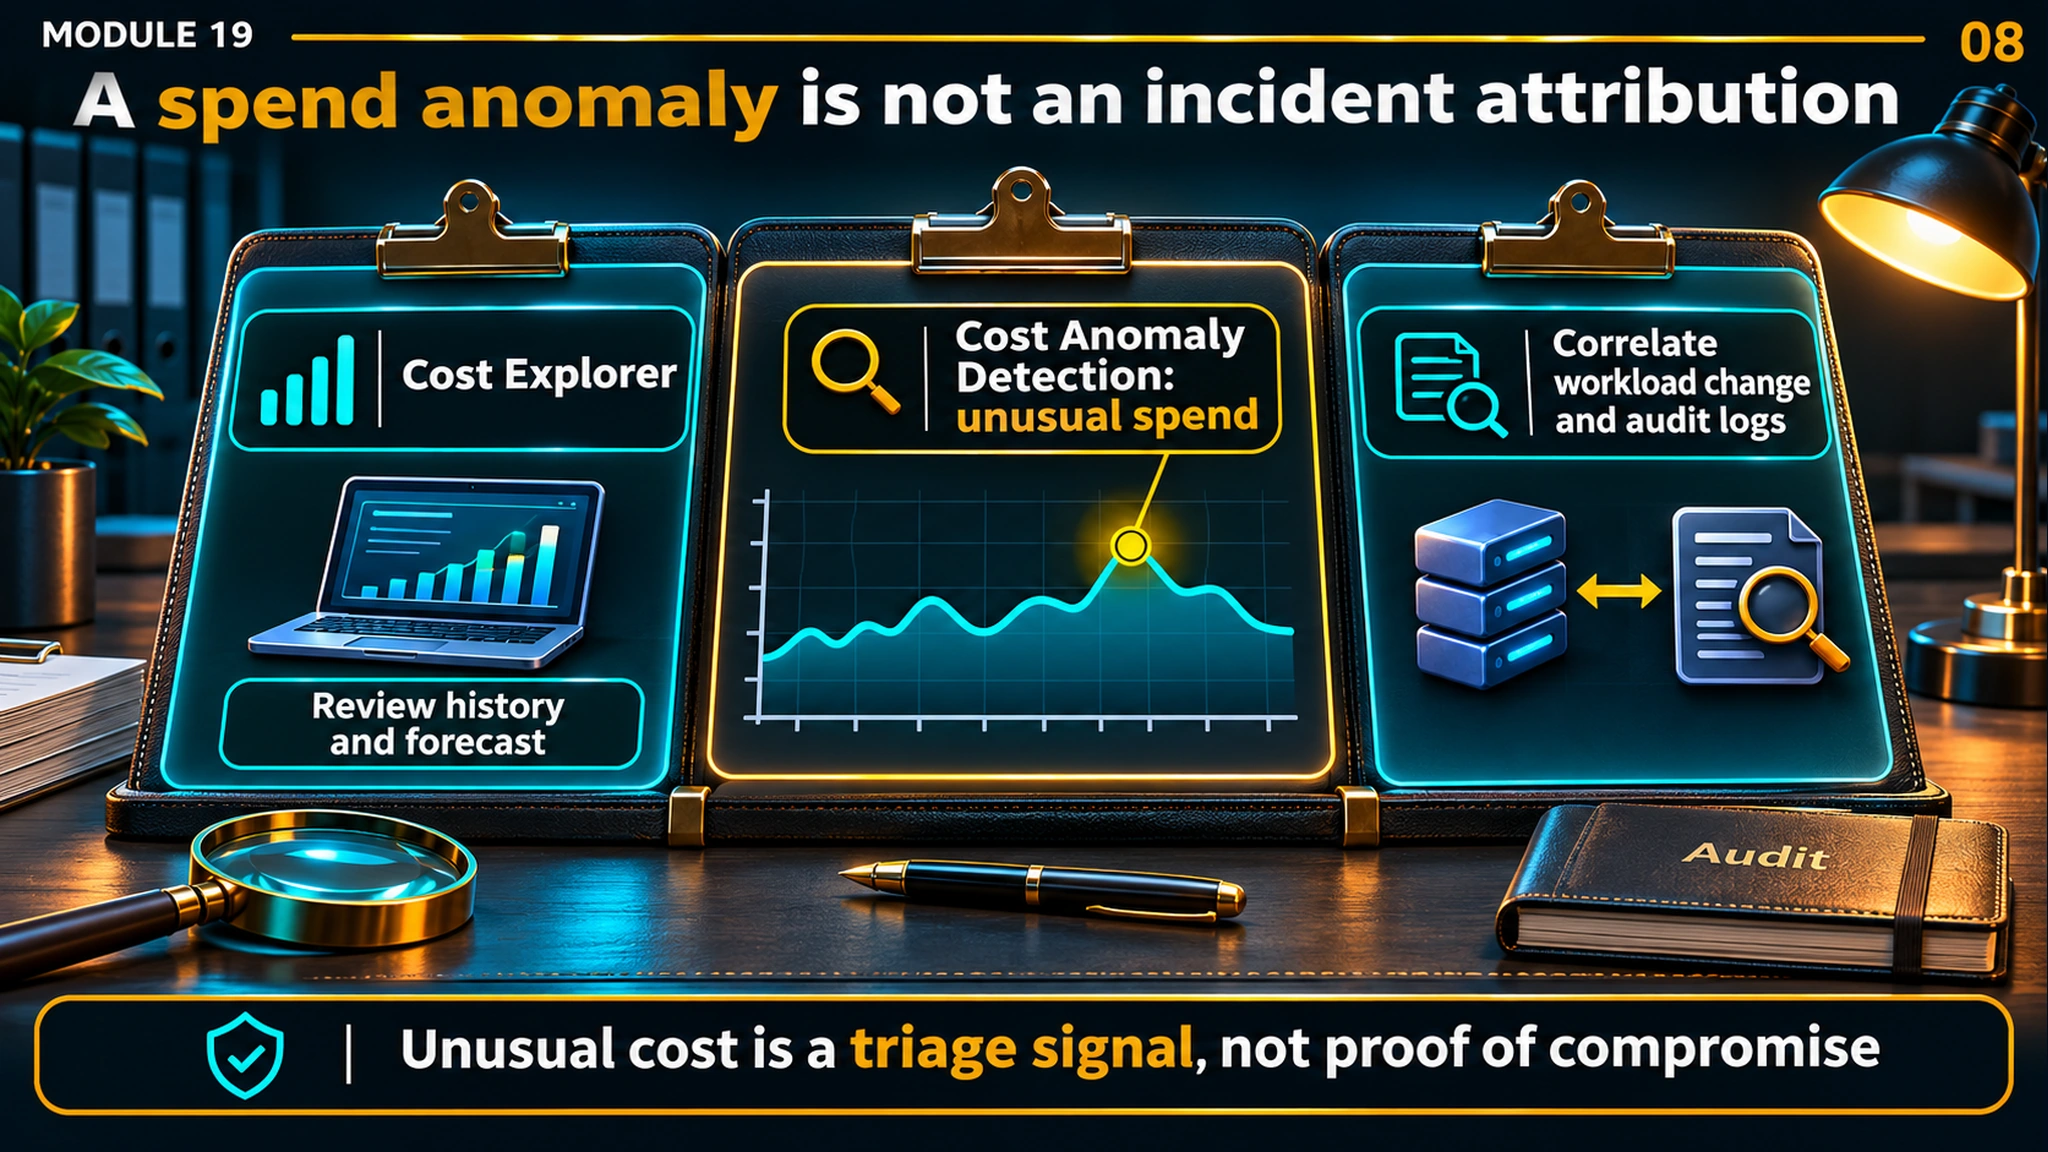 MODULE 19
08
A spend anomaly is not an incident attribution
Cost Explorer
Review history
and forecast
Cost Anomaly
Detection:
unusual spend
Correlate
workload change
and audit logs
Audit
Unusual cost is a triage signal, not proof of compromise